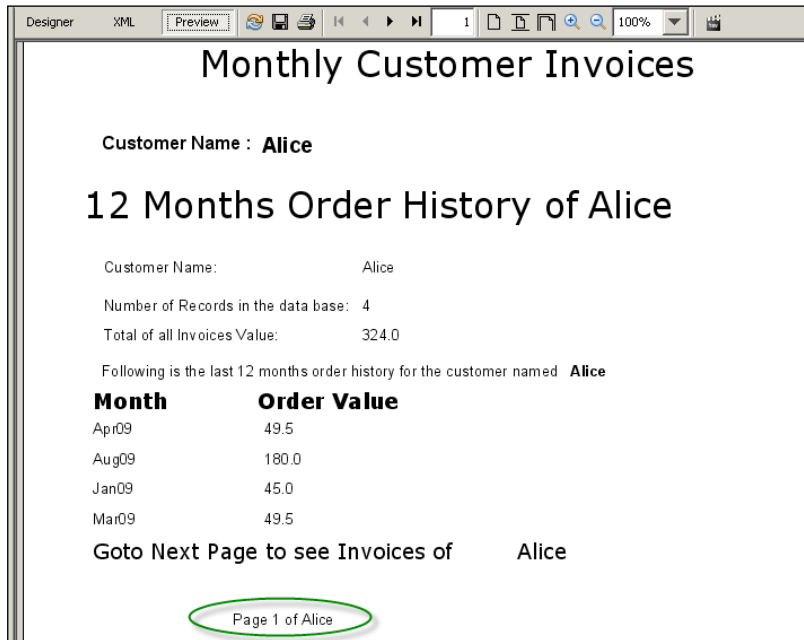 Designer XML Preview 1 100%
Monthly Customer Invoices
Customer Name : Alice
12 Months Order History of Alice
Customer Name: Alice
Number of Records in the data base: 4
Total of all Invoices Value: 324.0
Following is the last 12 months order history for the customer named Alice
Month Order Value
Apr09 49.5
Aug09 180.0
Jan09 45.0
Mar09 49.5
Goto Next Page to see Invoices of Alice
Page 1 of Alice